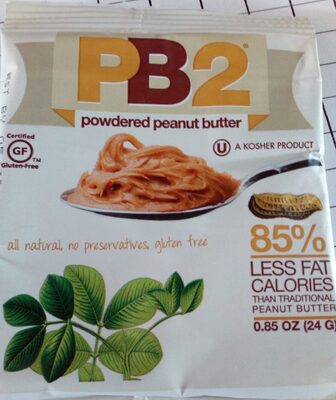 PB2®
powdered peanut butter
Certified
GF
Gluten-Free™
U A KOSHER PRODUCT
all natural, no preservatives, gluten free
85%
LESS FAT
CALORIES
THAN TRADITIONAL
PEANUT BUTTER
0.85 OZ (24 G)